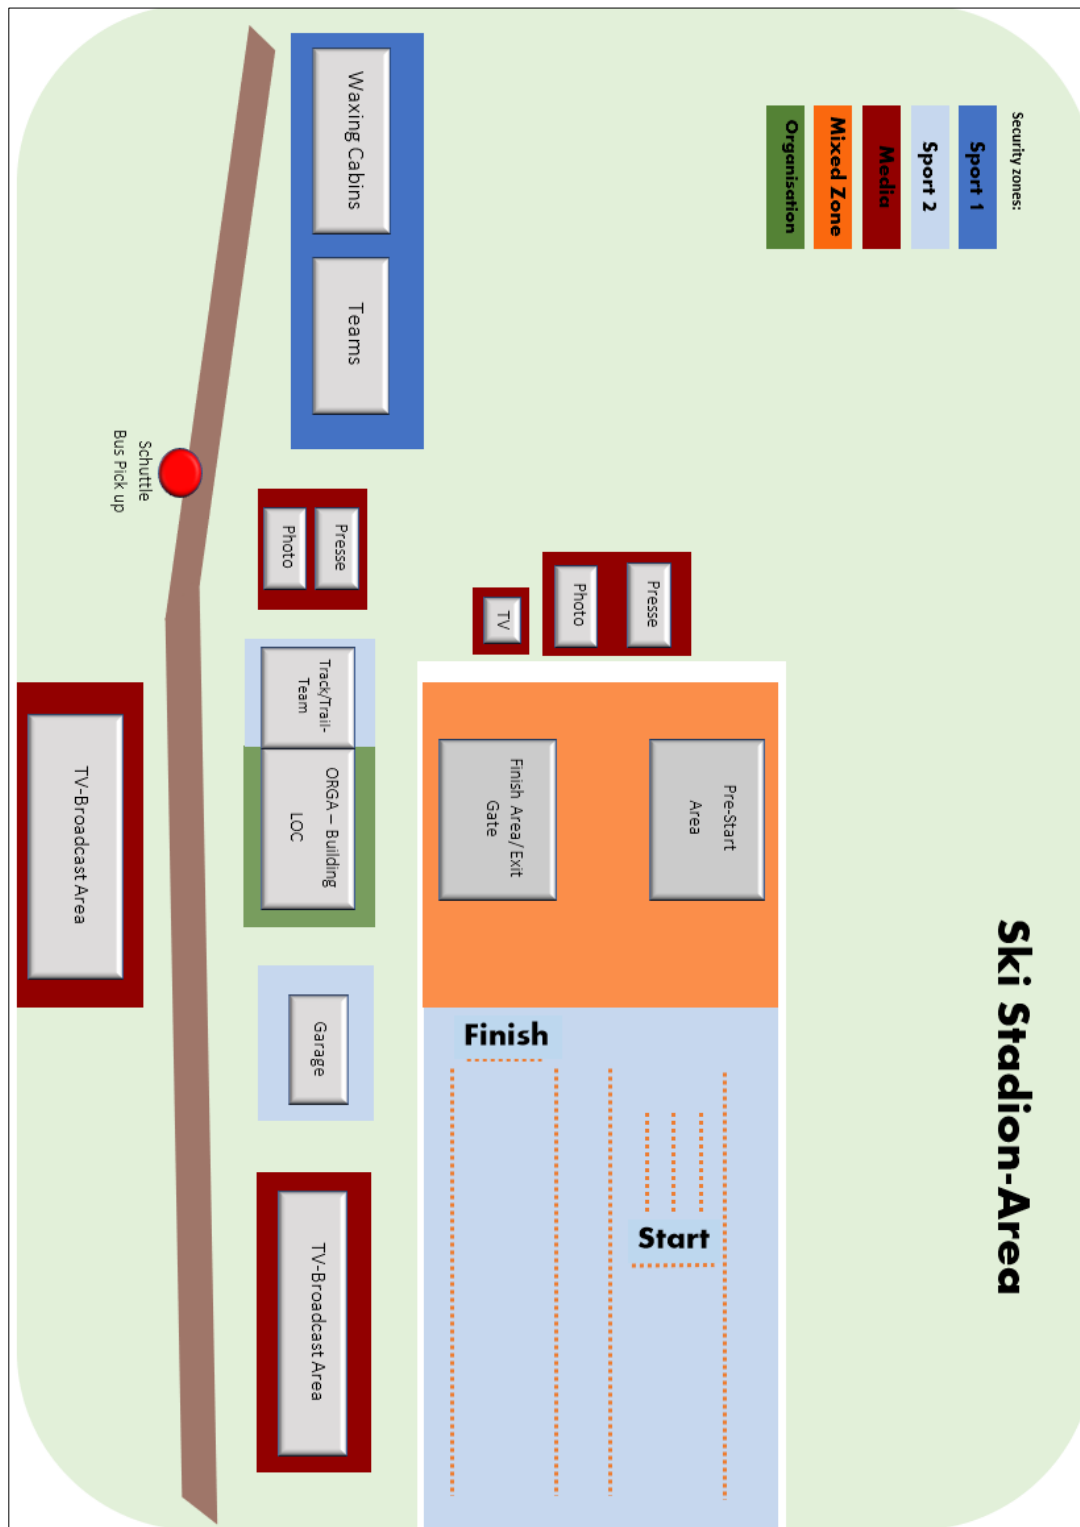 Ski Stadion-Area
Security zones:
Sport 1
Sport 2
Media
Mixed Zone
Organisation
Pre-Start
Area
Finish Area/Exit
Gate
Start
Finish
Presse
Photo
TV
Waxing Cabins
Teams
Presse
Photo
Track/Trail-
Team
ORGA – Building
LOC
Garage
TV-Broadcast Area
Schuttle
Bus Pick up
TV-Broadcast Area